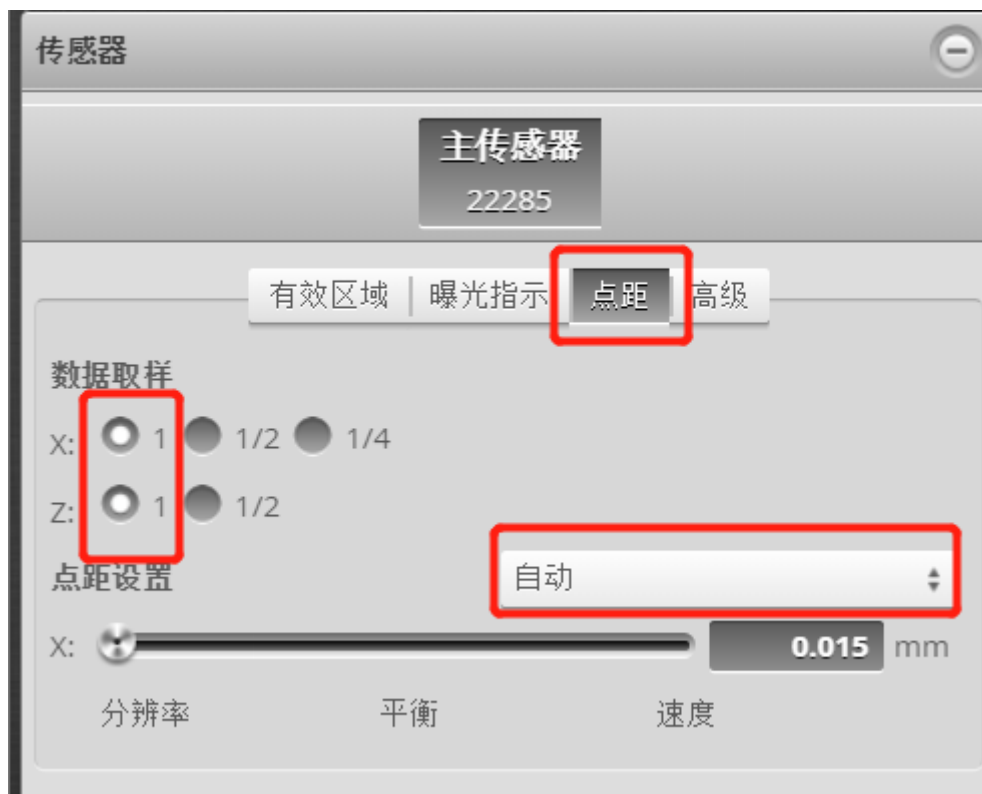 传感器
主传感器
22285
有效区域 曝光指示 点距 高级
数据取样
X: 1 1/2 1/4
Z: 1 1/2
点距设置 自动
X: 0.015 mm
分辨率 平衡 速度